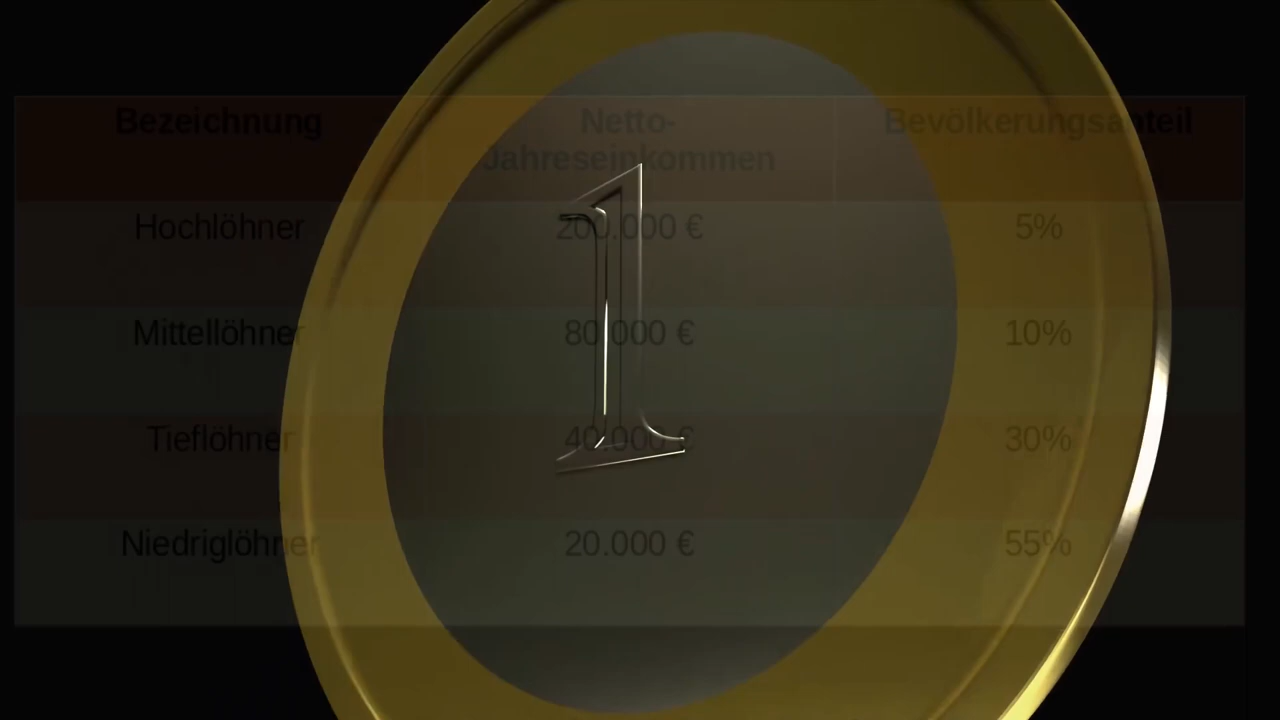 Bezeichnung Netto- Bevölkerungsanteil
Jahreseinkommen
Hochlöhner 200.000 € 5%
Mittellöhner 80.000 € 10%
Tieflöhner 40.000 € 30%
Niedriglöhner 20.000 € 55%
1